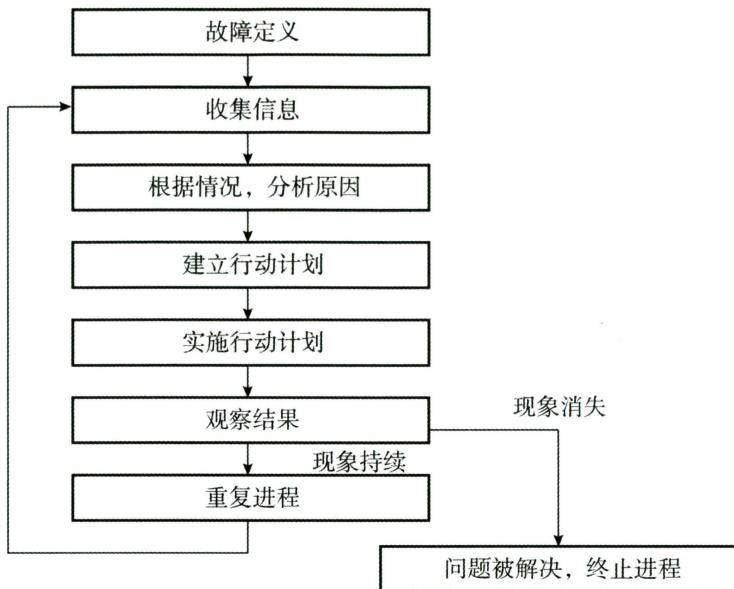 故障定义
收集信息
根据情况，分析原因
建立行动计划
实施行动计划
观察结果
现象消失
现象持续
重复进程
问题被解决，终止进程